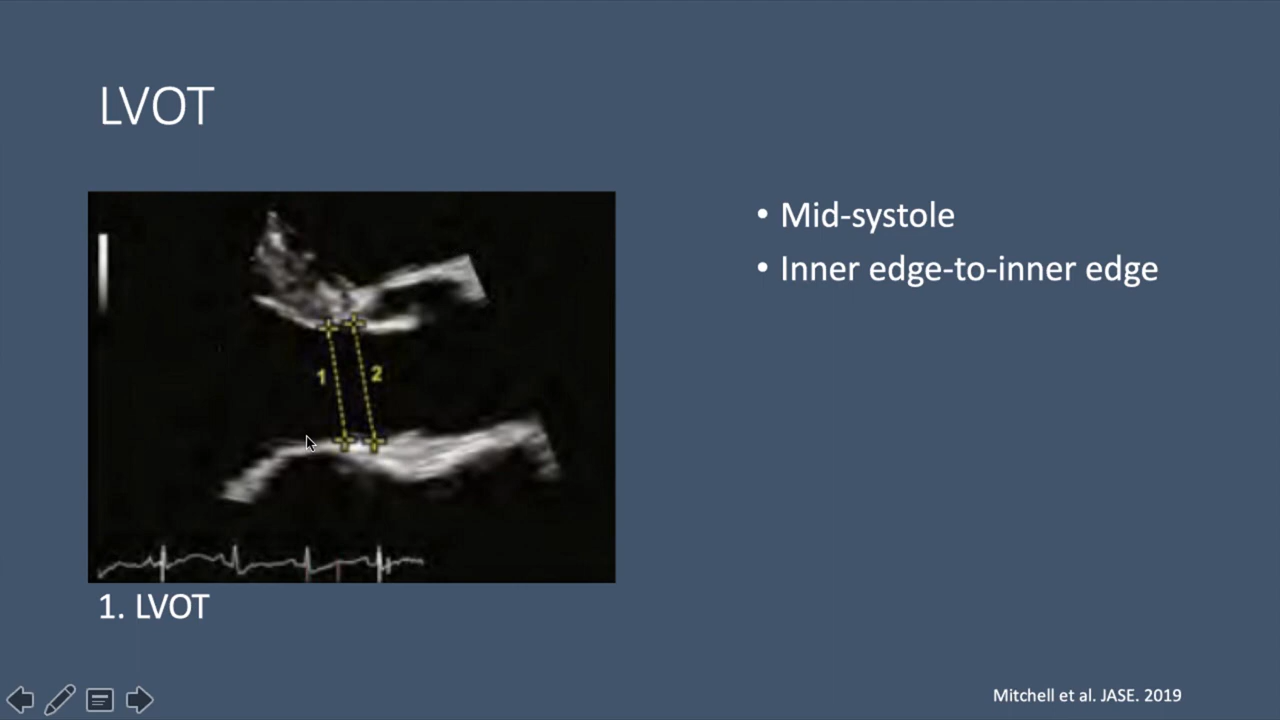 LVOT
1
2
• Mid-systole
• Inner edge-to-inner edge
1. LVOT
Mitchell et al. JASE. 2019